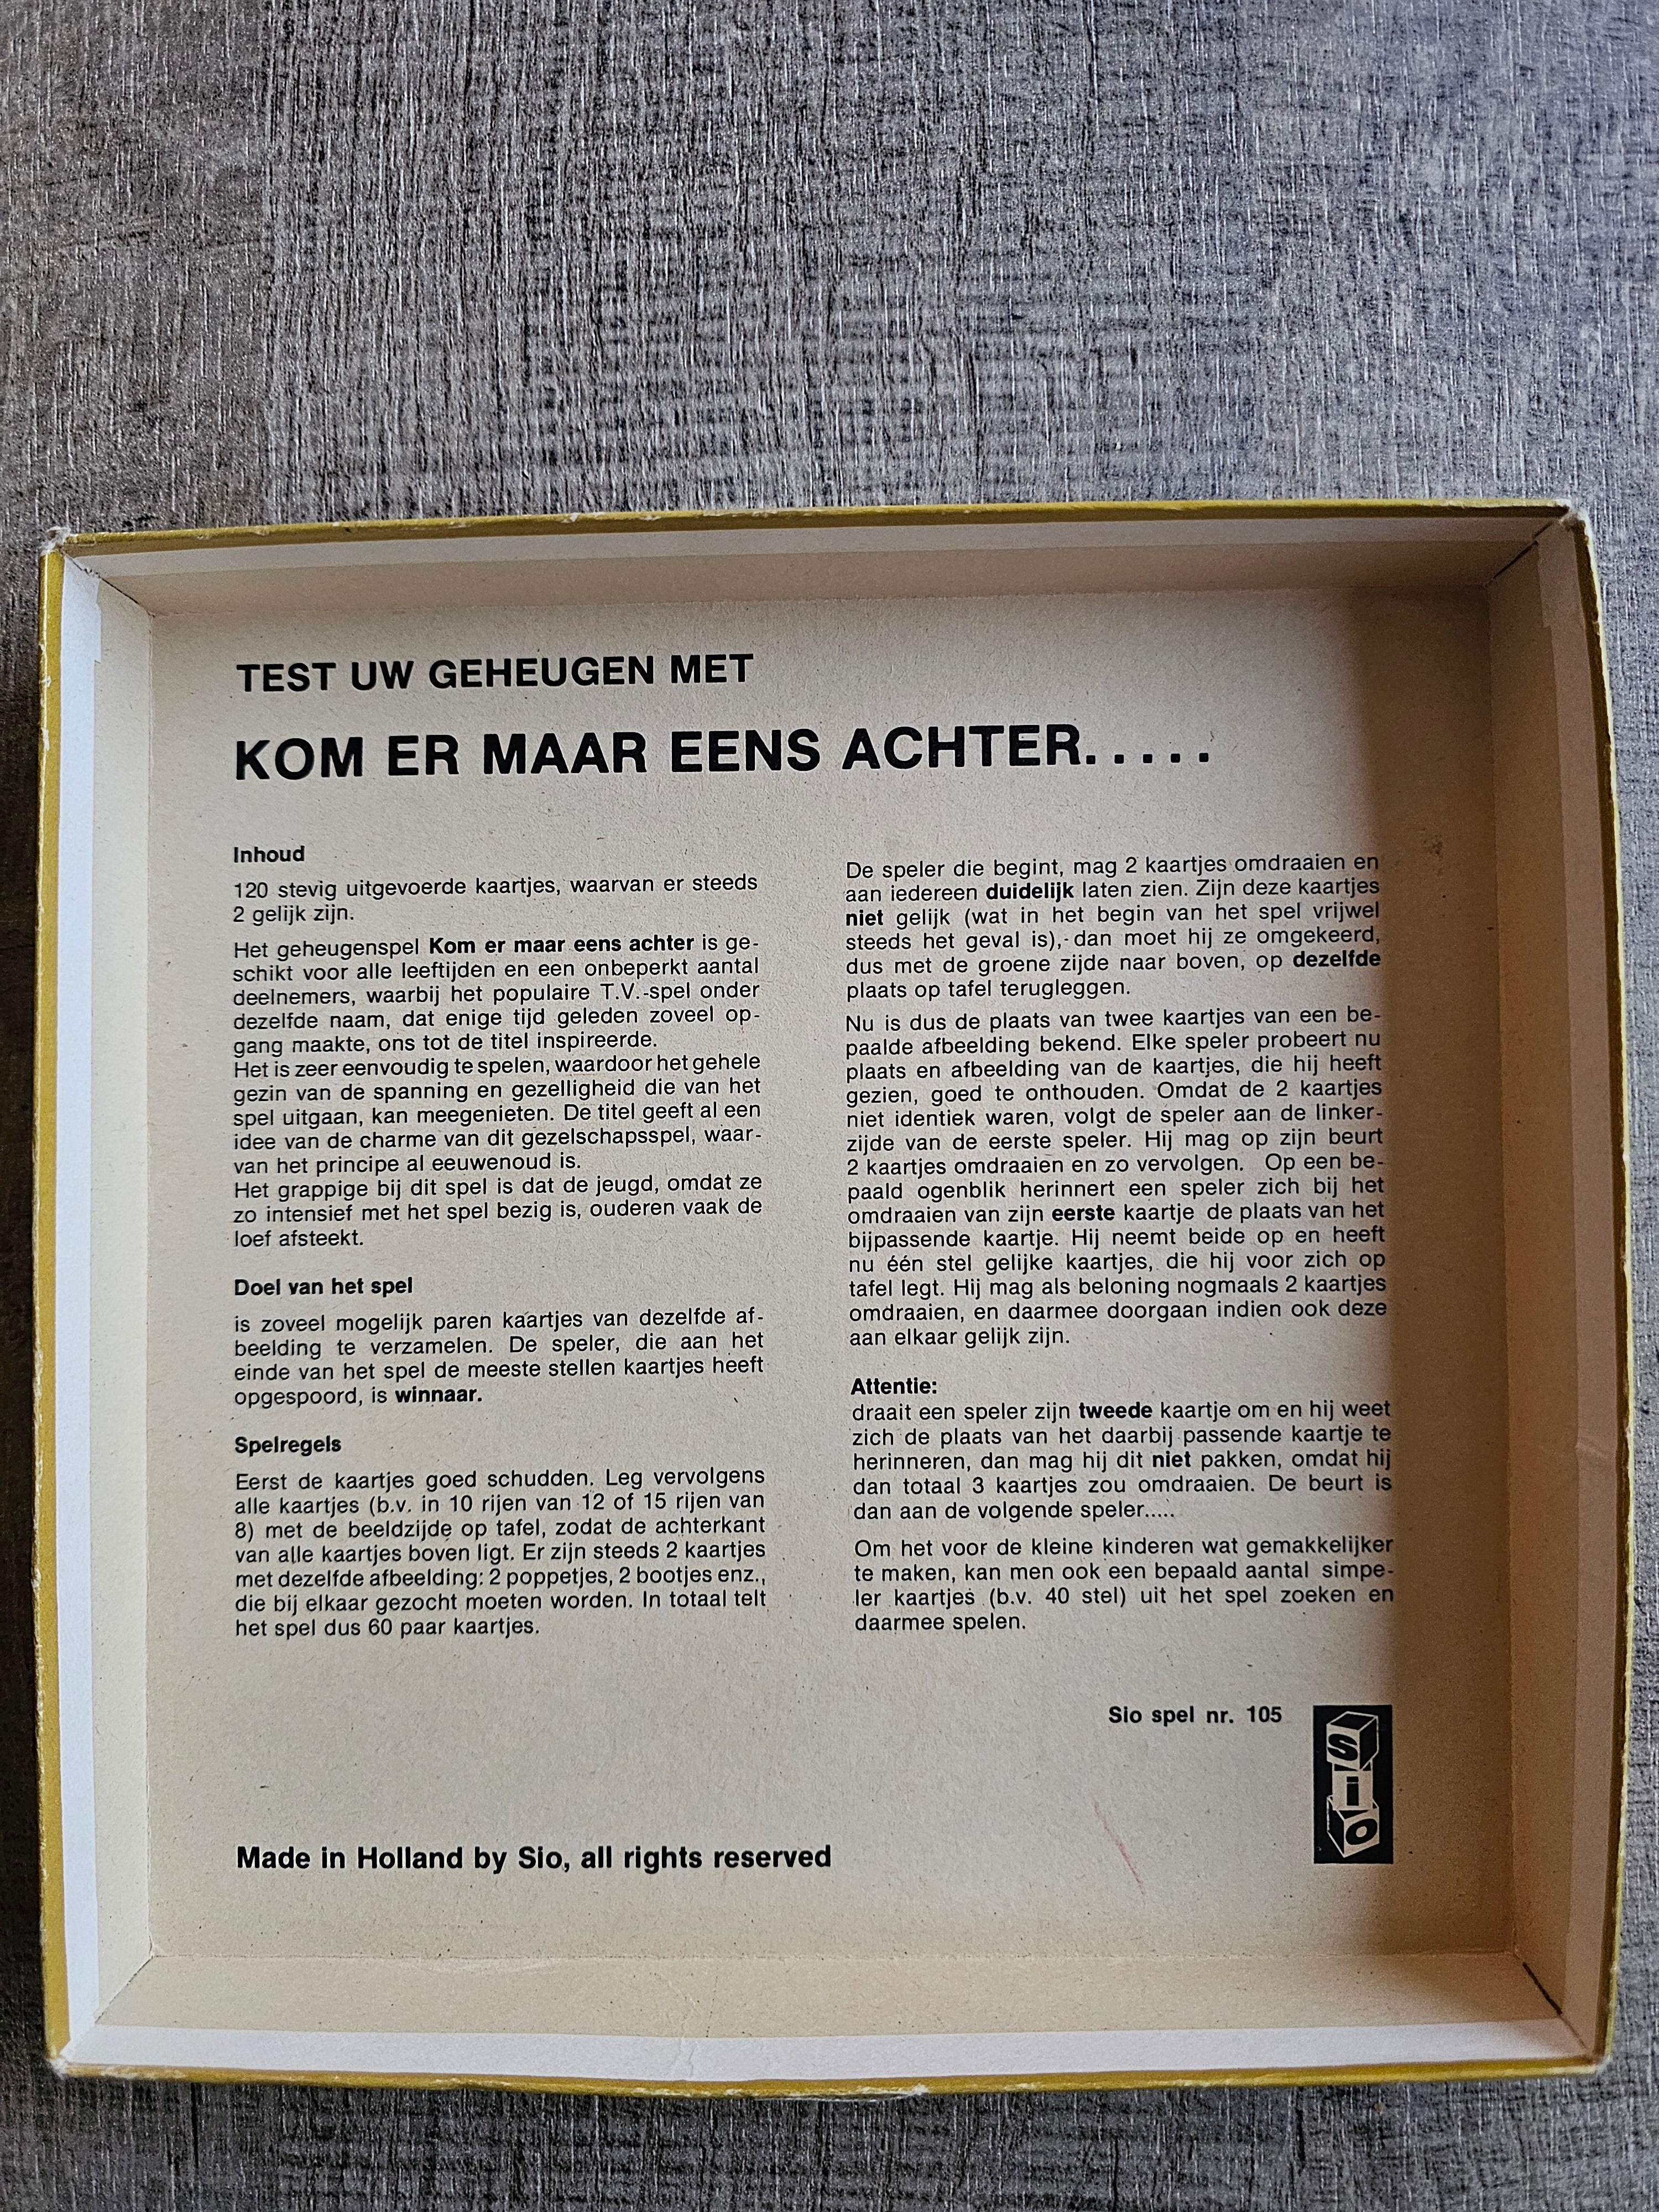 TEST UW GEHEUGEN MET
KOM ER MAAR EENS ACHTER.....
Inhoud
120 stevig uitgevoerde kaartjes, waarvan er steeds
2 gelijk zijn.
Het geheugenspel Kom er maar eens achter is ge-
schikt voor alle leeftijden en een onbeperkt aantal
deelnemers, waarbij het populaire T.V.-spel onder
dezelfde naam, dat enige tijd geleden zoveel op-
gang maakte, ons tot de titel inspireerde.
Het is zeer eenvoudig te spelen, waardoor het gehele
gezin van de spanning en gezelligheid die van het
spel uitgaan, kan meegenieten. De titel geeft al een
idee van de charme van dit gezelschapsspel, waar-
van het principe al eeuwenoud is.
Het grappige bij dit spel is dat de jeugd, omdat ze
zo intensief met het spel bezig is, ouderen vaak de
loef afsteekt.
Doel van het spel
is zoveel mogelijk paren kaartjes van dezelfde af-
beelding te verzamelen. De speler, die aan het
einde van het spel de meeste stellen kaartjes heeft
opgespoord, is winnaar.
Spelregels
Eerst de kaartjes goed schudden. Leg vervolgens
alle kaartjes (b.v. in 10 rijen van 12 of 15 rijen van
8) met de beeldzijde op tafel, zodat de achterkant
van alle kaartjes boven ligt. Er zijn steeds 2 kaartjes
met dezelfde afbeelding: 2 poppetjes, 2 bootjes enz.,
die bij elkaar gezocht moeten worden. In totaal telt
het spel dus 60 paar kaartjes.
De speler die begint, mag 2 kaartjes omdraaien en
aan iedereen duidelijk laten zien. Zijn deze kaartjes
niet gelijk (wat in het begin van het spel vrijwel
steeds het geval is), dan moet hij ze omgekeerd,
dus met de groene zijde naar boven, op dezelfde
plaats op tafel terugleggen.
Nu is dus de plaats van twee kaartjes van een be-
paalde afbeelding bekend. Elke speler probeert nu
plaats en afbeelding van de kaartjes, die hij heeft
gezien, goed te onthouden. Omdat de 2 kaartjes
niet identiek waren, volgt de speler aan de linker-
zijde van de eerste speler. Hij mag op zijn beurt
2 kaartjes omdraaien en zo vervolgen. Op een be-
paald ogenblik herinnert een speler zich bij het
omdraaien van zijn eerste kaartje de plaats van het
bijpassende kaartje. Hij neemt beide op en heeft
nu één stel gelijke kaartjes, die hij voor zich op
tafel legt. Hij mag als beloning nogmaals 2 kaartjes
omdraaien, en daarmee doorgaan indien ook deze
aan elkaar gelijk zijn.
Attentie:
draait een speler zijn tweede kaartje om en hij weet
zich de plaats van het daarbij passende kaartje te
herinneren, dan mag hij dit niet pakken, omdat hij
dan totaal 3 kaartjes zou omdraaien. De beurt is
dan aan de volgende speler.....
Om het voor de kleine kinderen wat gemakkelijker
te maken, kan men ook een bepaald aantal simpe-
ler kaartjes (b.v. 40 stel) uit het spel zoeken en
daarmee spelen.
Sio spel nr. 105
SiO
Made in Holland by Sio, all rights reserved